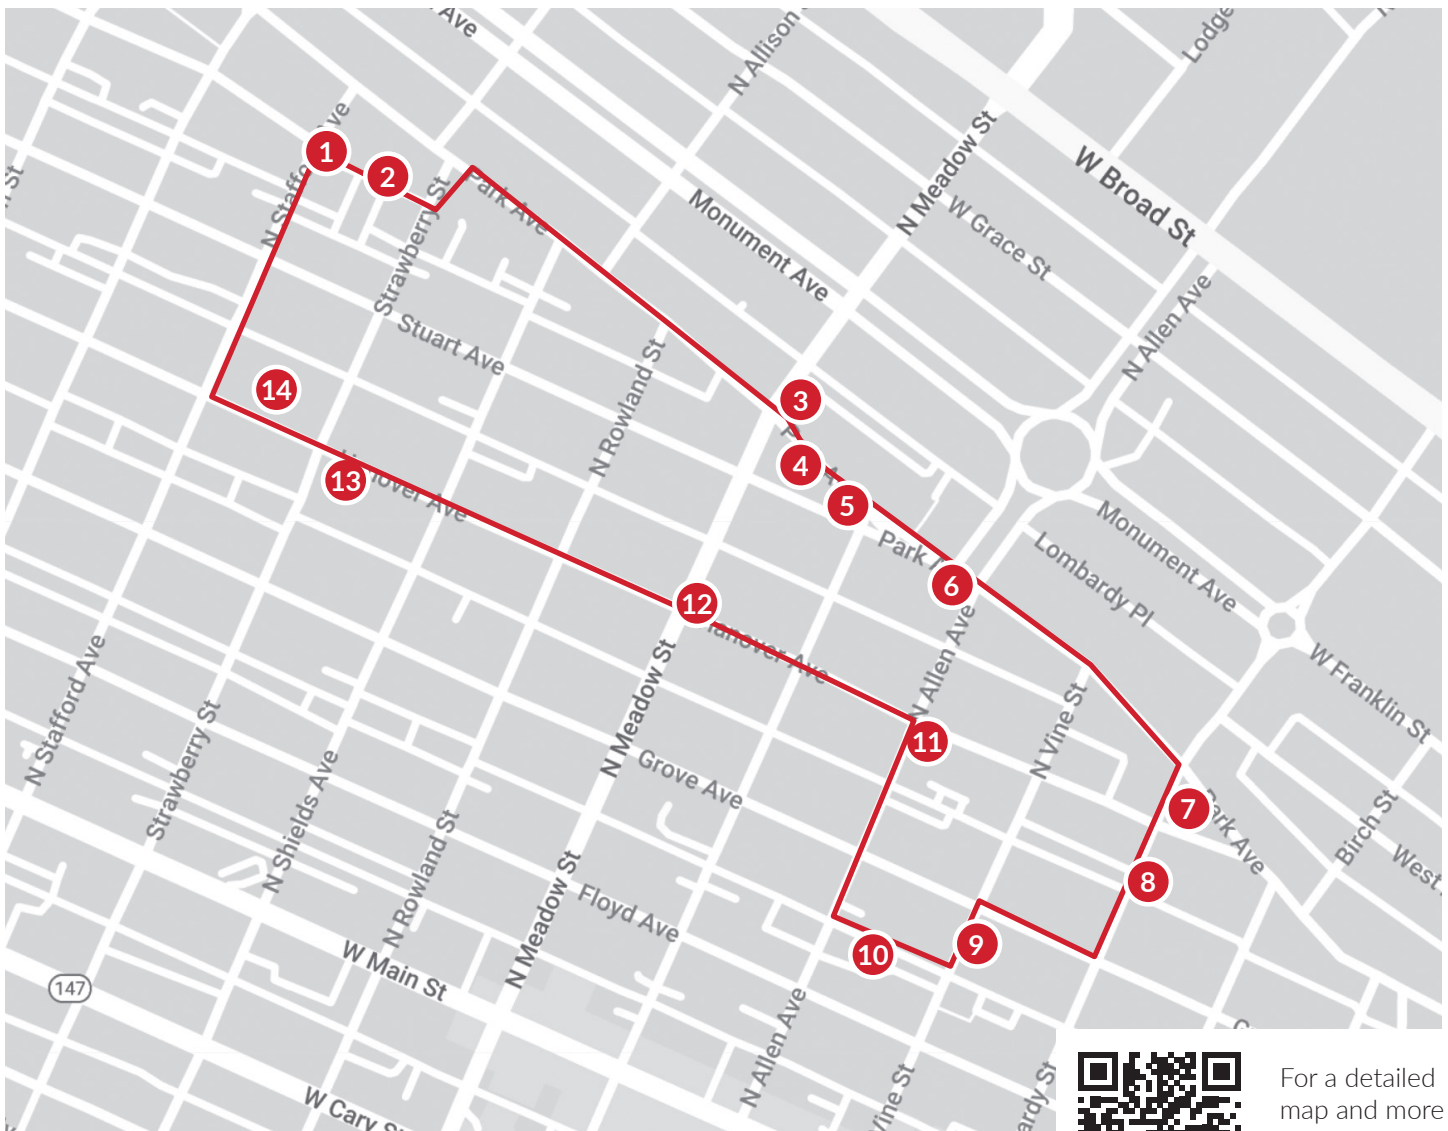 Ave
N Allison
Lodge
N Stafford Ave
1
2
Park Ave
N Meadow St
W Broad St
Monument Ave
W Grace St
N Allen Ave
Strawberry St
Stuart Ave
N Rowland St
14
3
13
Hanover Ave
4
5
Park A
6
Monument Ave
Lombardy Pl
12
Hanover Ave
N Allen Ave
W Franklin St
N Stafford Ave
Strawberry St
N Shields Ave
N Rowland St
N Meadow St
Grove Ave
11
N Vine St
7
Park Ave
Birch St
West
8
Floyd Ave
N Meadow St
W Main St
147
10
9
N Allen Ave
Vine St
ardy St
W Cary S
For a detailed
map and more